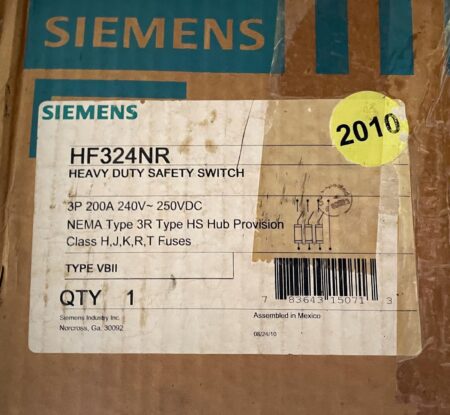 SIEMENS
SIEMENS
2010
HF324NR
HEAVY DUTY SAFETY SWITCH
3P 200A 240V~ 250VDC
NEMA Type 3R Type HS Hub Provision
Class H,J,K,R,T Fuses
TYPE VBII
QTY 1
7 83643 15071 3
Siemens Industry Inc.
Norcross, Ga. 30092
Assembled in Mexico
08/24/10